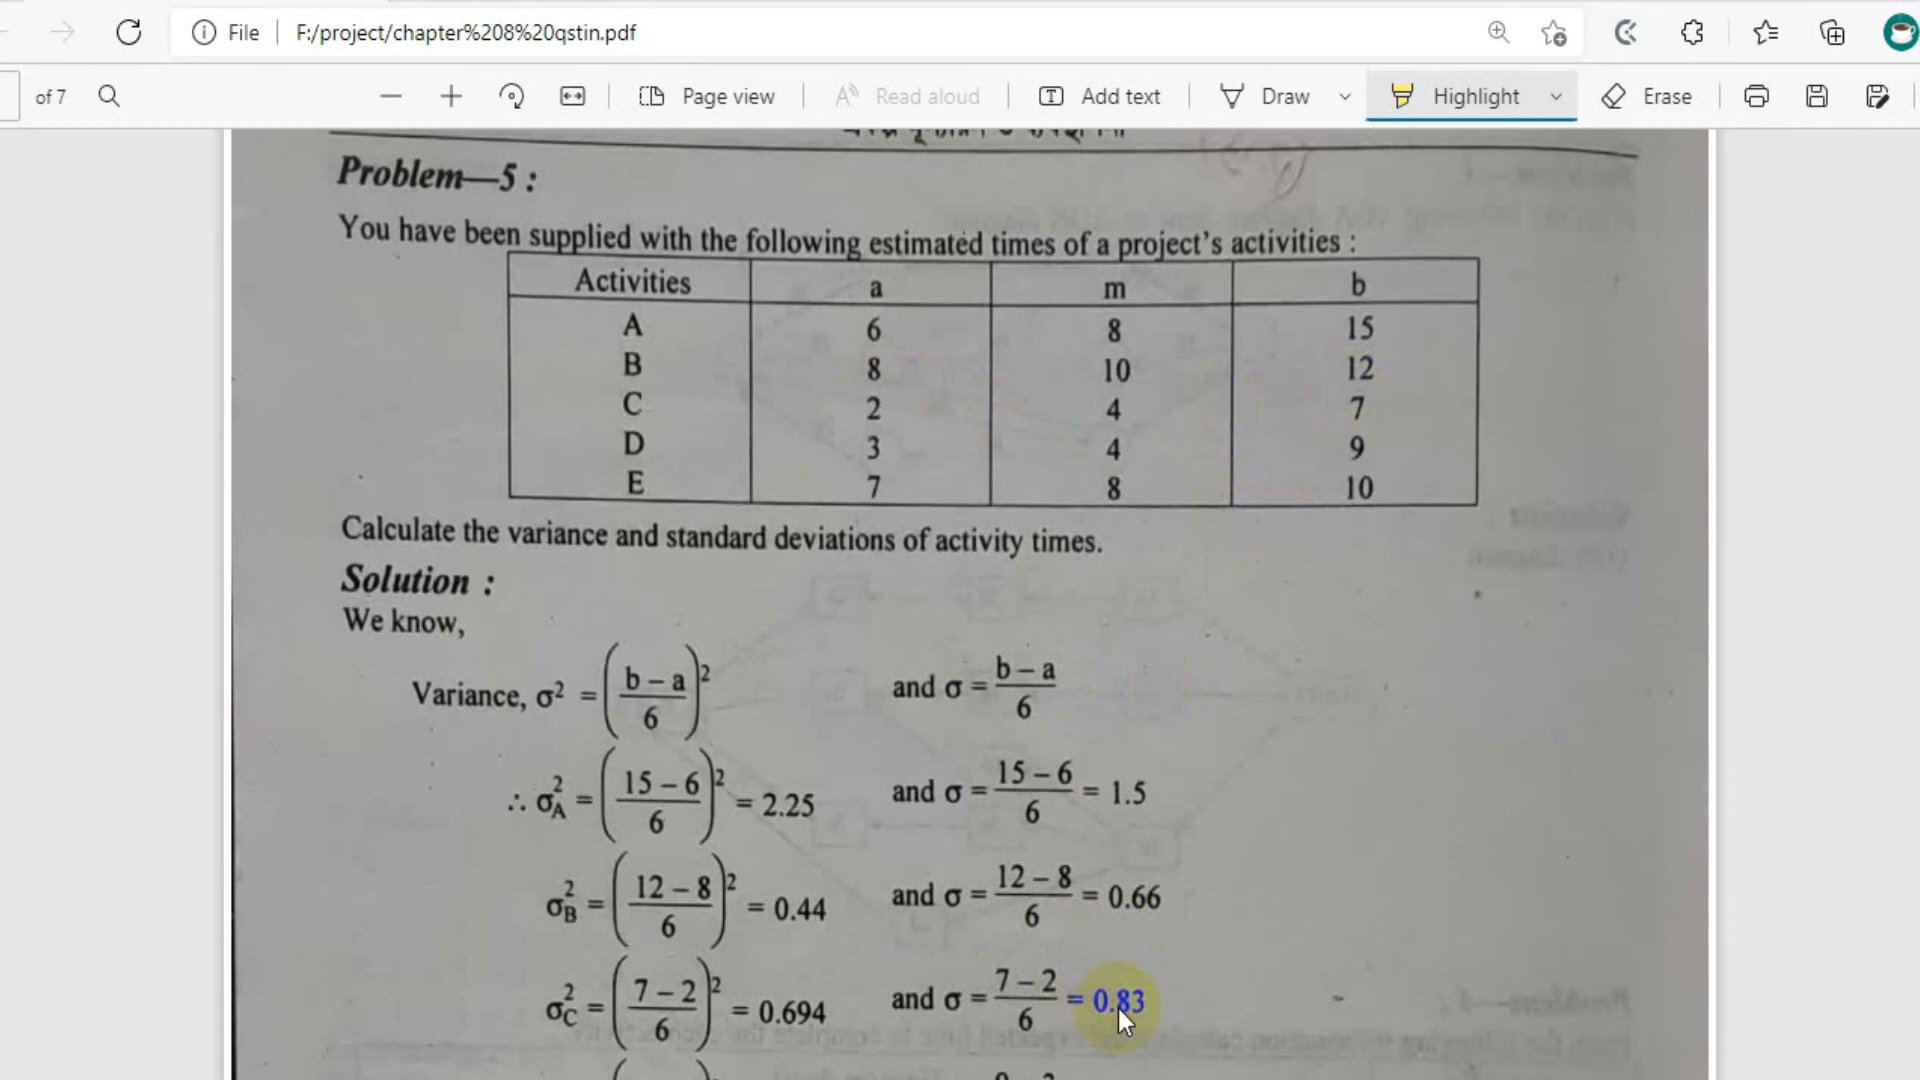 File F:/project/chapter%208%20qstin.pdf
of 7 Page view Read aloud Add text Draw Highlight Erase
Problem—5 :
You have been supplied with the following estimated times of a project's activities :
Activities a m b
A 6 8 15
B 8 10 12
C 2 4 7
D 3 4 9
E 7 8 10
Calculate the variance and standard deviations of activity times.
Solution :
We know,
Variance, σ² = ((b – a)/6)² and σ = (b – a)/6
∴ σ²_A = ((15 – 6)/6)² = 2.25 and σ = (15 – 6)/6 = 1.5
σ²_B = ((12 – 8)/6)² = 0.44 and σ = (12 – 8)/6 = 0.66
σ²_C = ((7 – 2)/6)² = 0.694 and σ = (7 – 2)/6 = 0.83